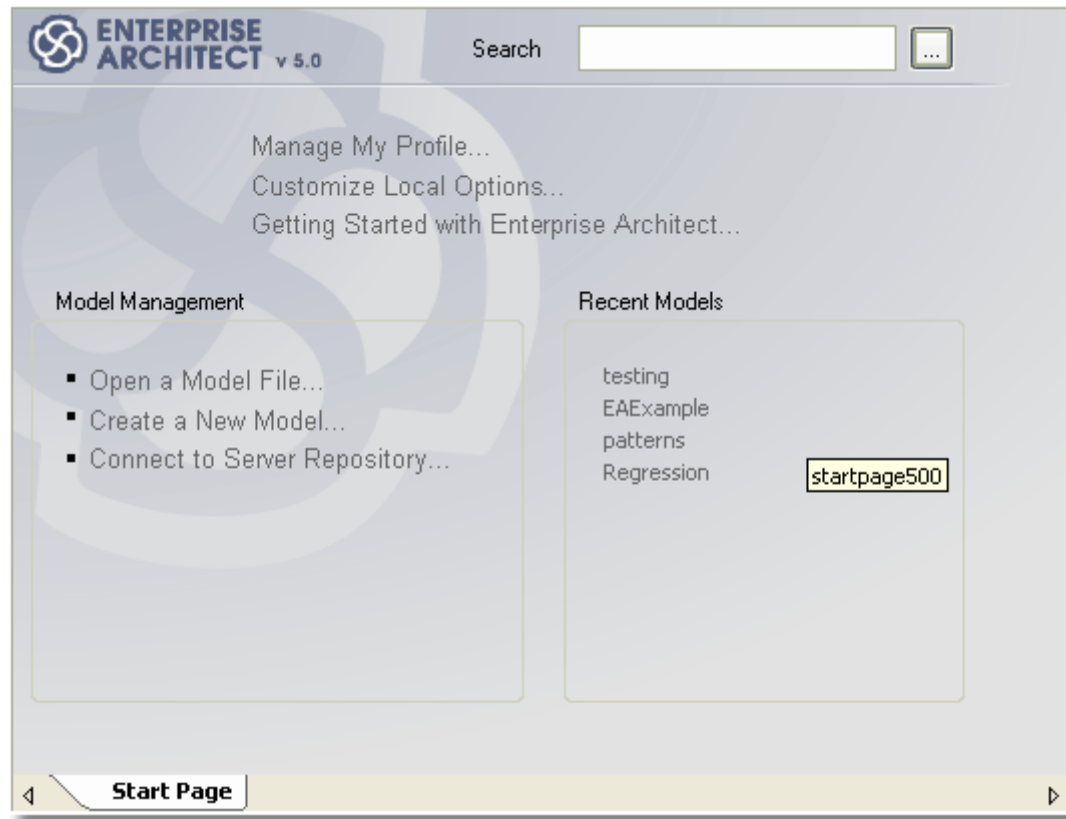 ENTERPRISE
ARCHITECT v 5.0
Search
...
Manage My Profile...
Customize Local Options...
Getting Started with Enterprise Architect...
Model Management
Open a Model File...
Create a New Model...
Connect to Server Repository...
Recent Models
testing
EAExample
patterns
Regression
startpage500
Start Page